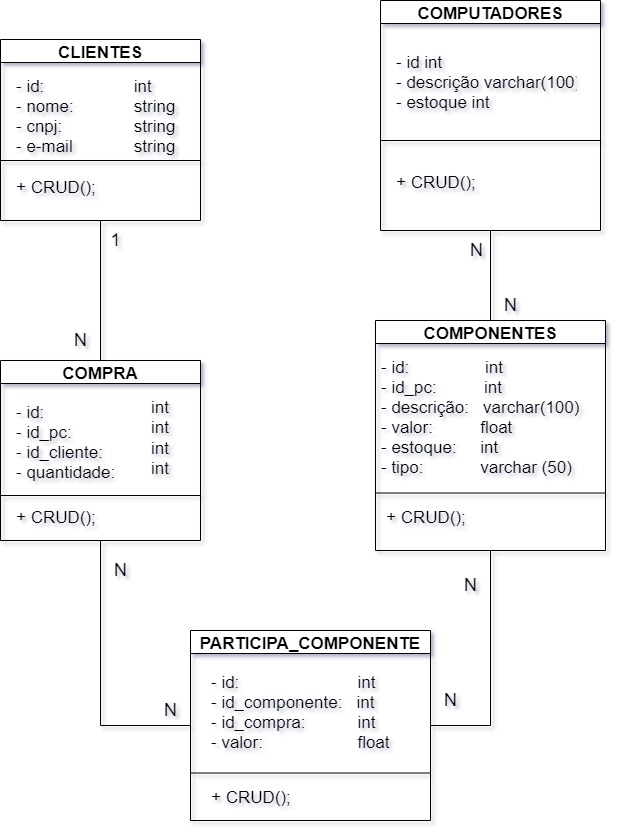 CLIENTES
- id: int
- nome: string
- cnpj: string
- e-mail string
+ CRUD();
1
N
COMPRA
- id: int
- id_pc: int
- id_cliente: int
- quantidade: int
+ CRUD();
N
N
COMPUTADORES
- id int
- descrição varchar(100)
- estoque int
+ CRUD();
N
N
COMPONENTES
- id: int
- id_pc: int
- descrição: varchar(100)
- valor: float
- estoque: int
- tipo: varchar (50)
+ CRUD();
N
N
PARTICIPA_COMPONENTE
- id: int
- id_componente: int
- id_compra: int
- valor: float
+ CRUD();